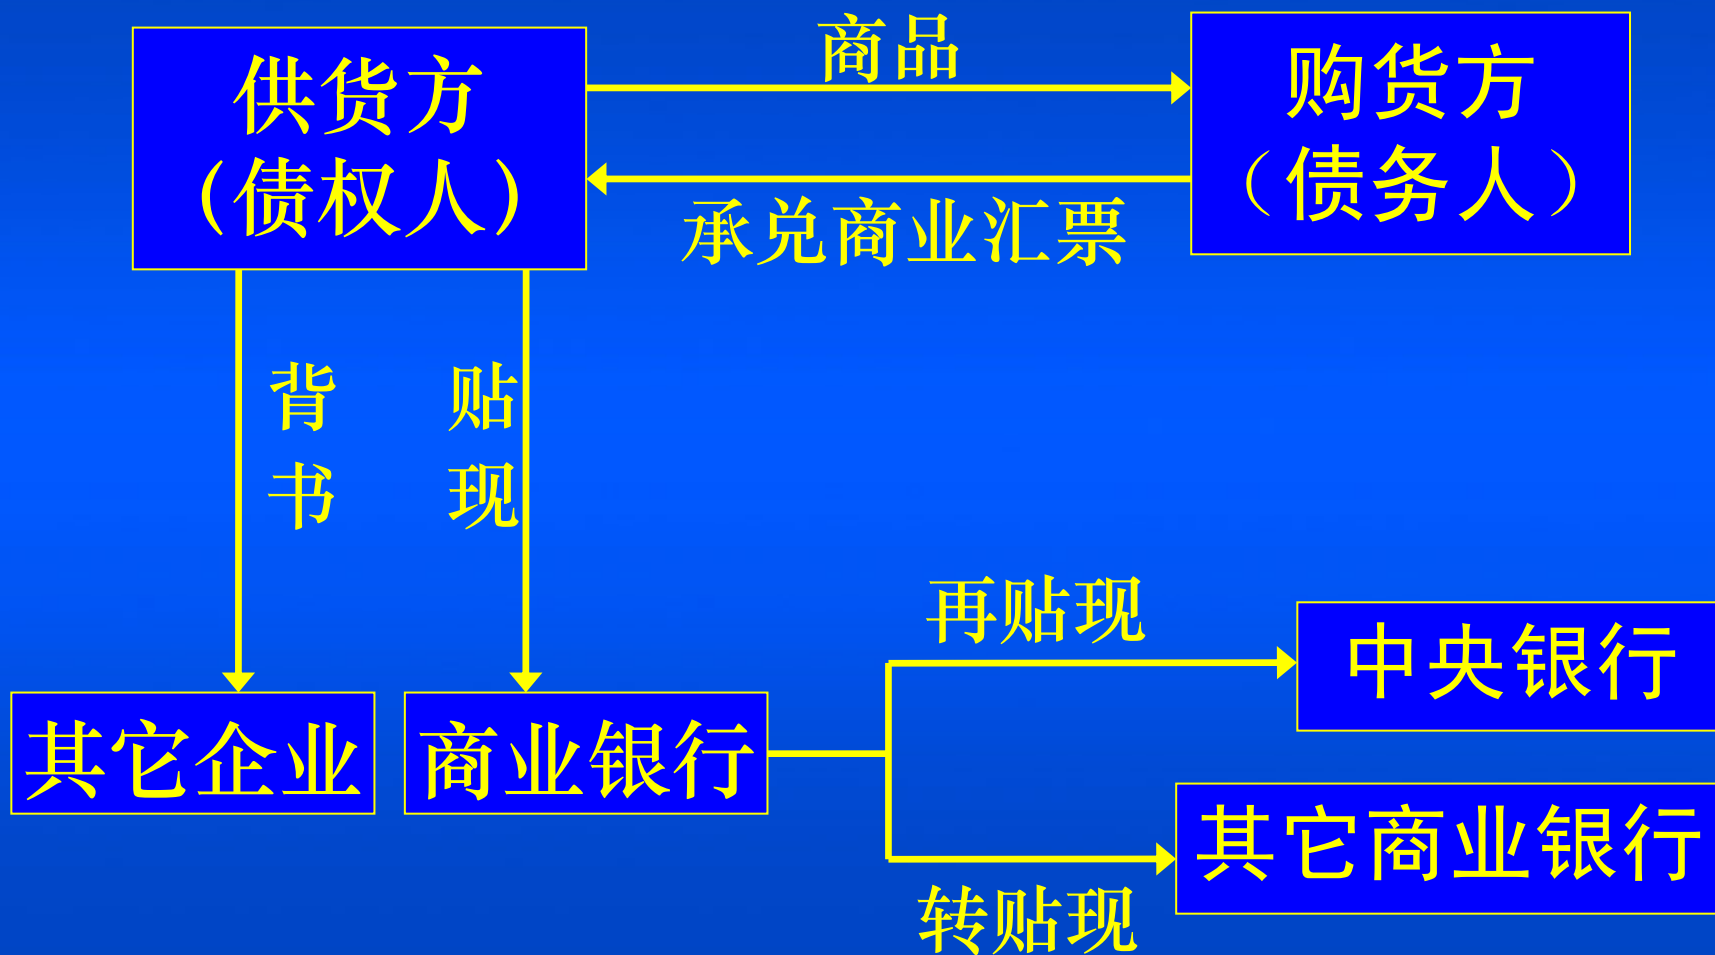 商品
供货方
(债权人)
购货方
（债务人）
承兑商业汇票
背
书
贴
现
再贴现
中央银行
其它企业
商业银行
其它商业银行
转贴现